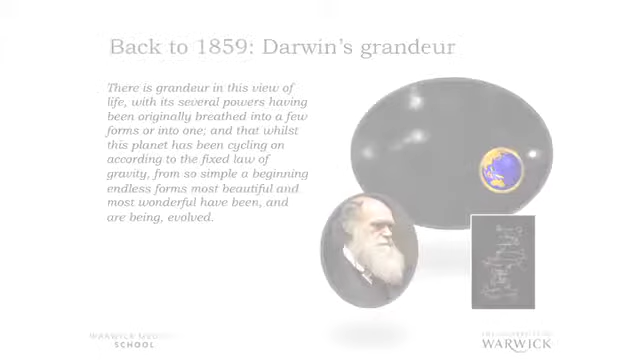 Back to 1859: Darwin's grandeur
There is grandeur in this view of
life, with its several powers having
been originally breathed into a few
forms or into one; and that whilst
this planet has been cycling on
according to the fixed law of
gravity, from so simple a beginning
endless forms most beautiful and
most wonderful have been, and
are being, evolved.
WARWICK
SCHOOL
THE UNIVERSITY OF
WARWICK